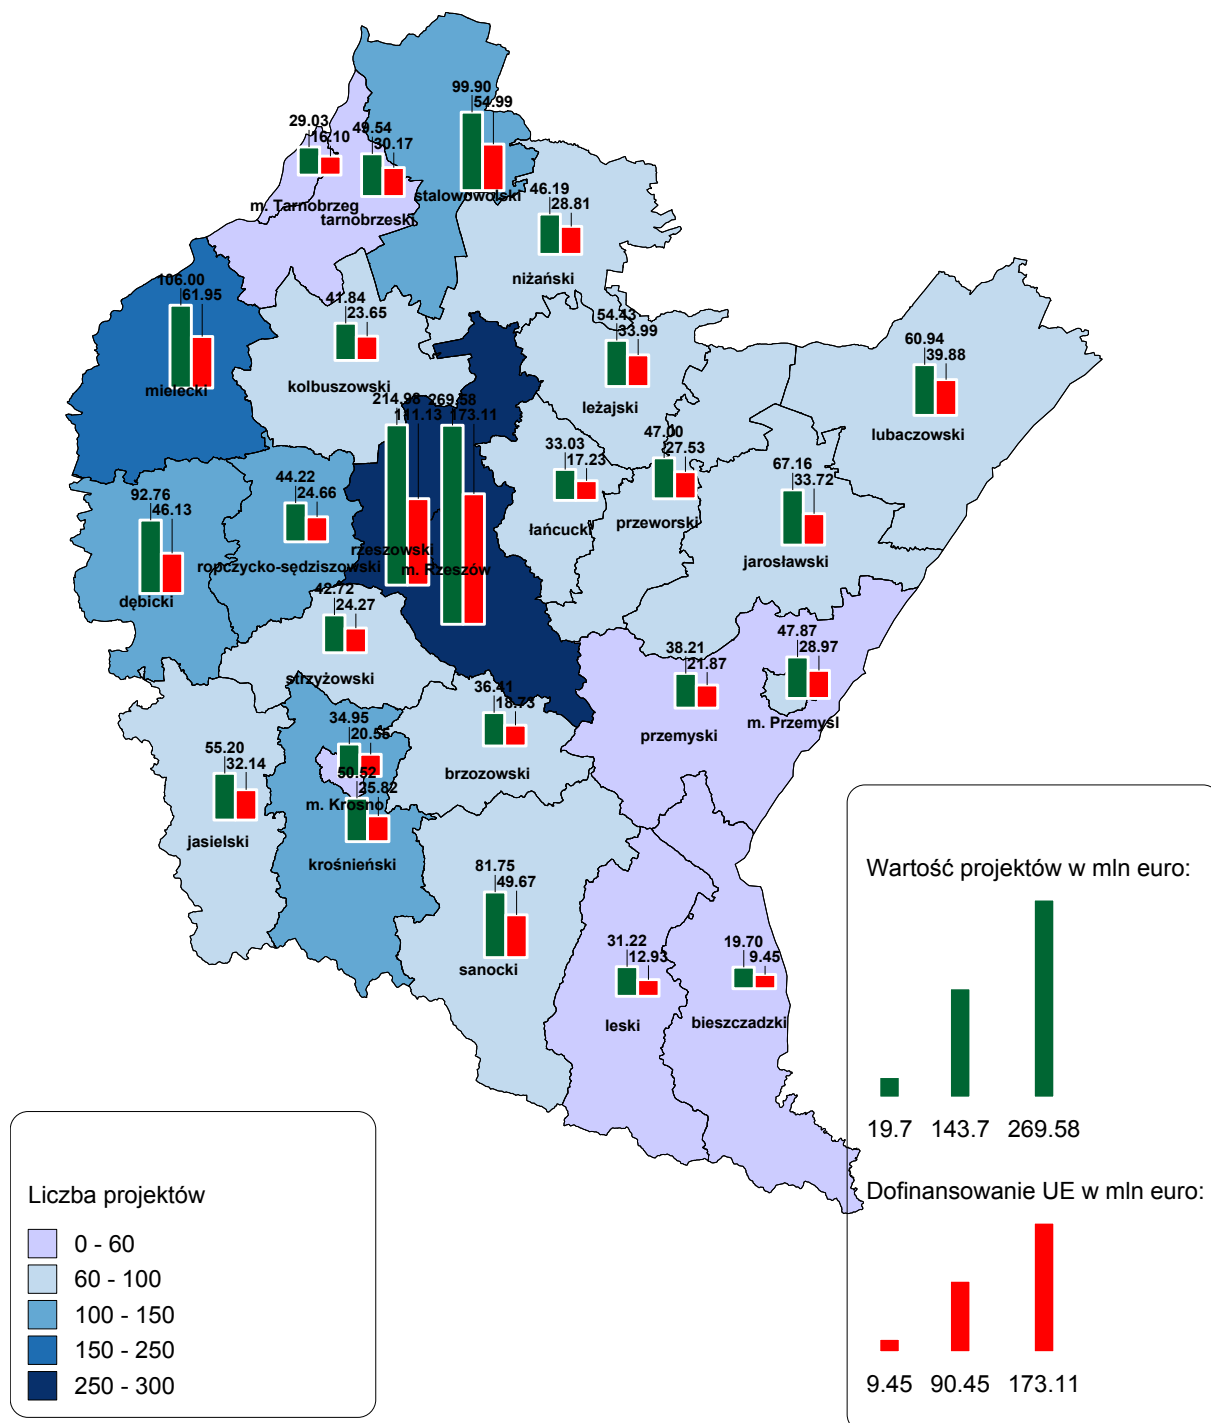 99.90
54.99
29.03
16.10
49.54
30.17
stalowowolski
m. Tarnobrzeg
tarnobrzeski
46.19
28.81
niżański
106.00
61.95
mielecki
41.84
23.65
kolbuszowski
54.43
33.99
leżajski
60.94
39.88
lubaczowski
214.98
111.13
269.58
173.11
rzeszowski
m. Rzeszów
33.03
17.23
łańcucki
47.00
27.53
przeworski
67.16
33.72
jarosławski
92.76
46.13
dębicki
44.22
24.66
ropczycko-sędziszowski
42.72
24.27
strzyżowski
38.21
21.87
przemyski
47.87
28.97
m. Przemyśl
36.41
18.73
brzozowski
34.95
20.55
m. Krosno
50.52
25.82
krośnieński
55.20
32.14
jasielski
81.75
49.67
sanocki
31.22
12.93
leski
19.70
9.45
bieszczadzki
Wartość projektów w mln euro:
19.7 143.7 269.58
Dofinansowanie UE w mln euro:
9.45 90.45 173.11
Liczba projektów
0 - 60
60 - 100
100 - 150
150 - 250
250 - 300